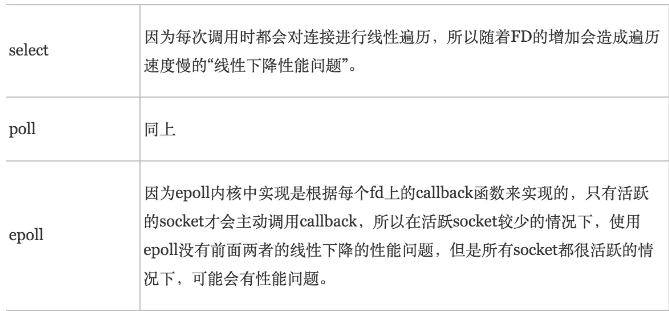 select
因为每次调用时都会对连接进行线性遍历，所以随着FD的增加会造成遍历
速度慢的“线性下降性能问题”。
poll
同上
epoll
因为epoll内核中实现是根据每个fd上的callback函数来实现的，只有活跃
的socket才会主动调用callback，所以在活跃socket较少的情况下，使用
epoll没有前面两者的线性下降的性能问题，但是所有socket都很活跃的情
况下，可能会有性能问题。